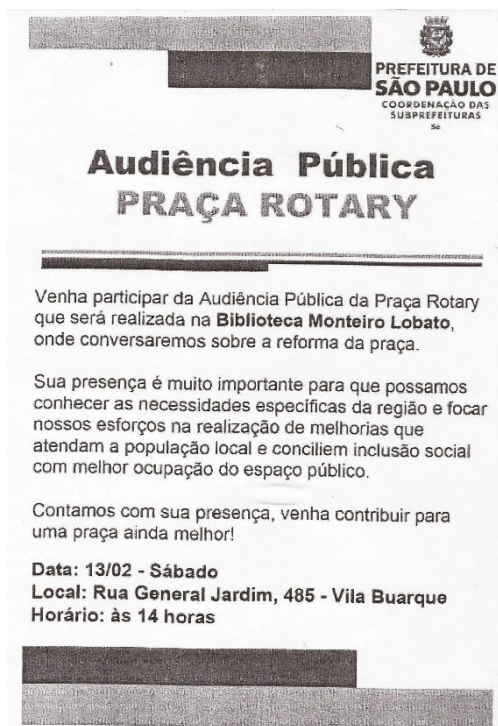 PREFEITURA DE
SÃO PAULO
COORDENAÇÃO DAS
SUBPREFEITURAS
Sé
Audiência Pública
PRAÇA ROTARY
Venha participar da Audiência Pública da Praça Rotary
que será realizada na Biblioteca Monteiro Lobato,
onde conversaremos sobre a reforma da praça.
Sua presença é muito importante para que possamos
conhecer as necessidades específicas da região e focar
nossos esforços na realização de melhorias que
atendam a população local e conciliem inclusão social
com melhor ocupação do espaço público.
Contamos com sua presença, venha contribuir para
uma praça ainda melhor!
Data: 13/02 - Sábado
Local: Rua General Jardim, 485 - Vila Buarque
Horário: às 14 horas